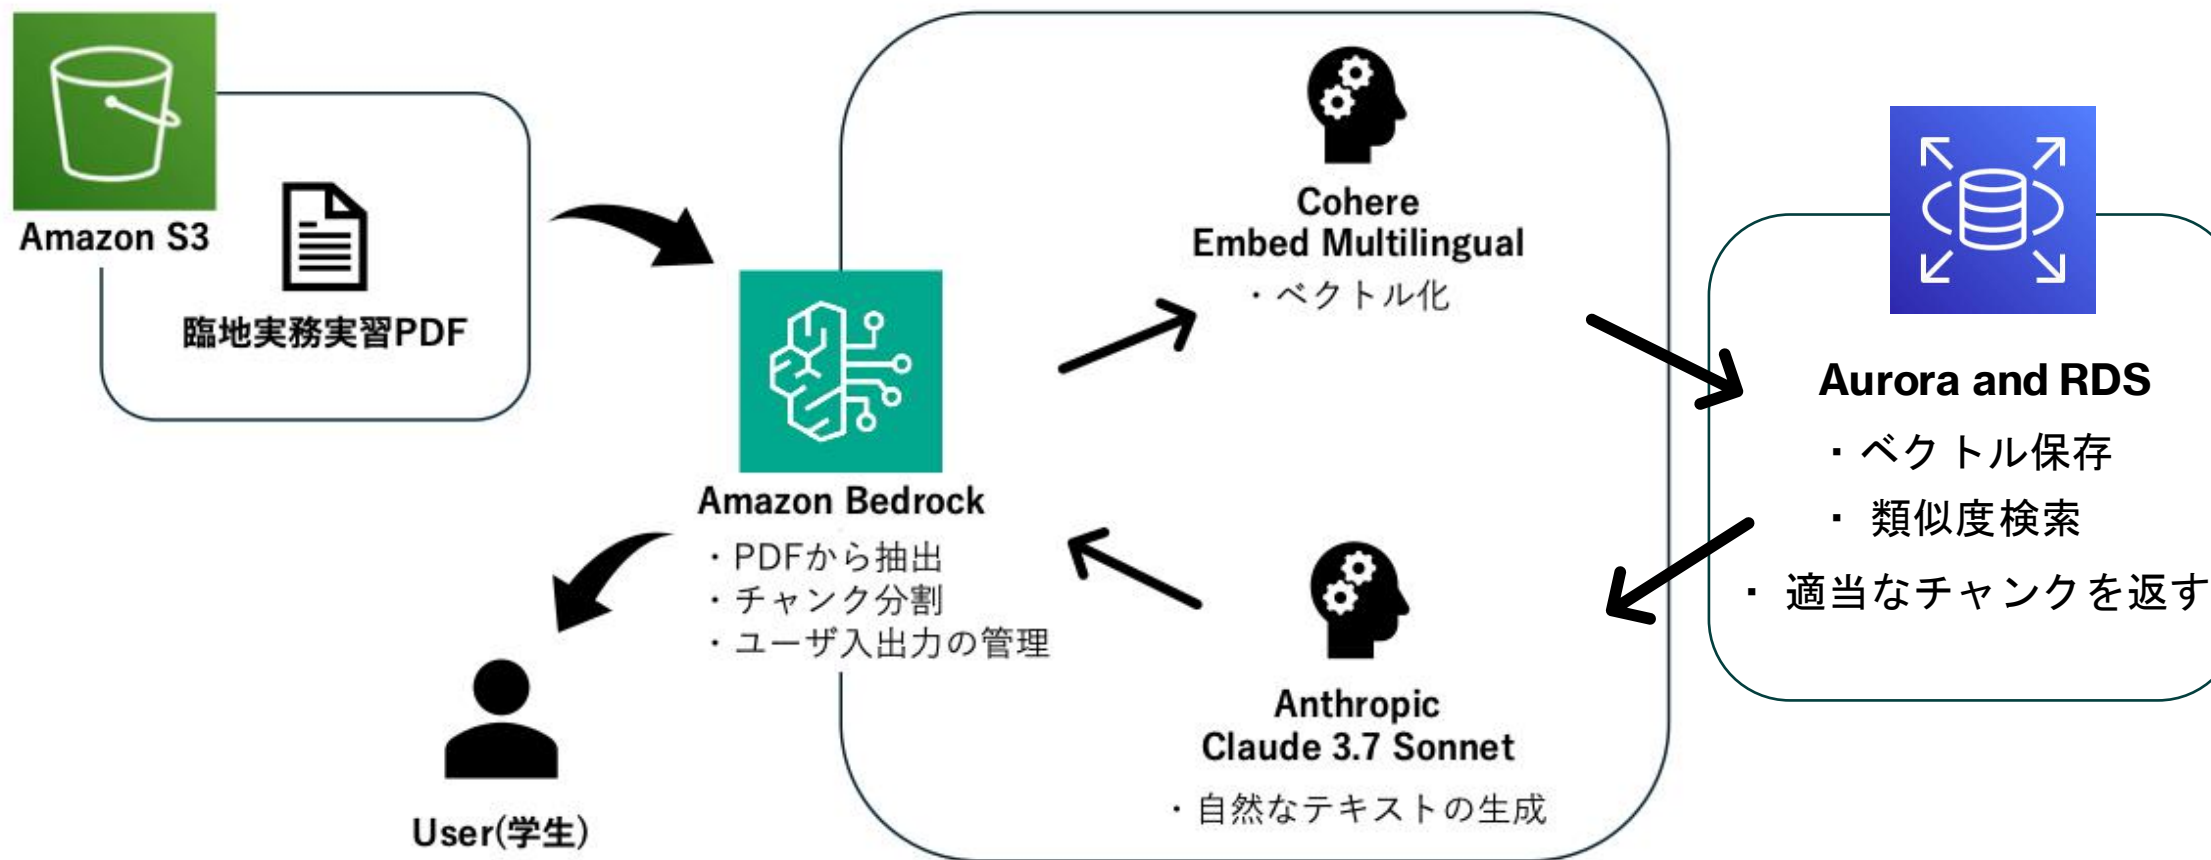 Amazon S3
臨地実務実習PDF
Cohere
Embed Multilingual
・ベクトル化
Aurora and RDS
・ベクトル保存
・類似度検索
・適当なチャンクを返す
Amazon Bedrock
・PDFから抽出
・チャンク分割
・ユーザ入出力の管理
Anthropic
Claude 3.7 Sonnet
・自然なテキストの生成
User(学生)